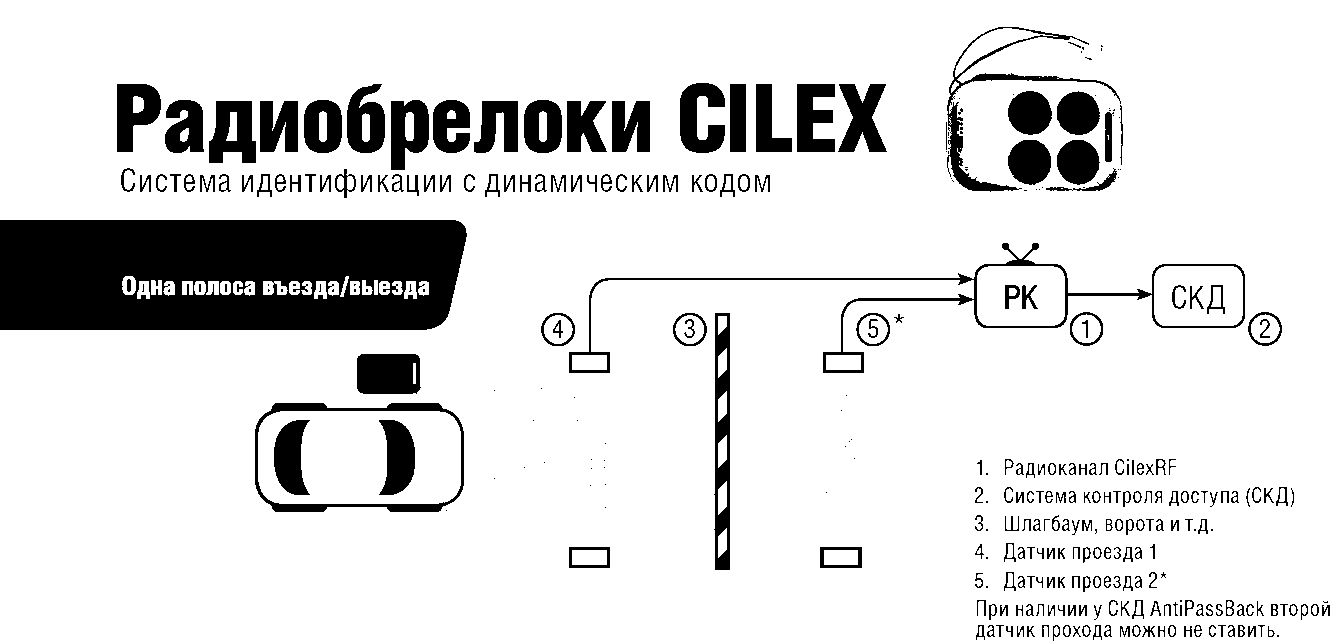 Радиобрелоки CILEX
Система идентификации с динамическим кодом
Одна полоса въезда/выезда
4
3
5 *
РК
1
СКД
2
1. Радиоканал CilexRF
2. Система контроля доступа (СКД)
3. Шлагбаум, ворота и т.д.
4. Датчик проезда 1
5. Датчик проезда 2*
При наличии у СКД AntiPassBack второй
датчик прохода можно не ставить.